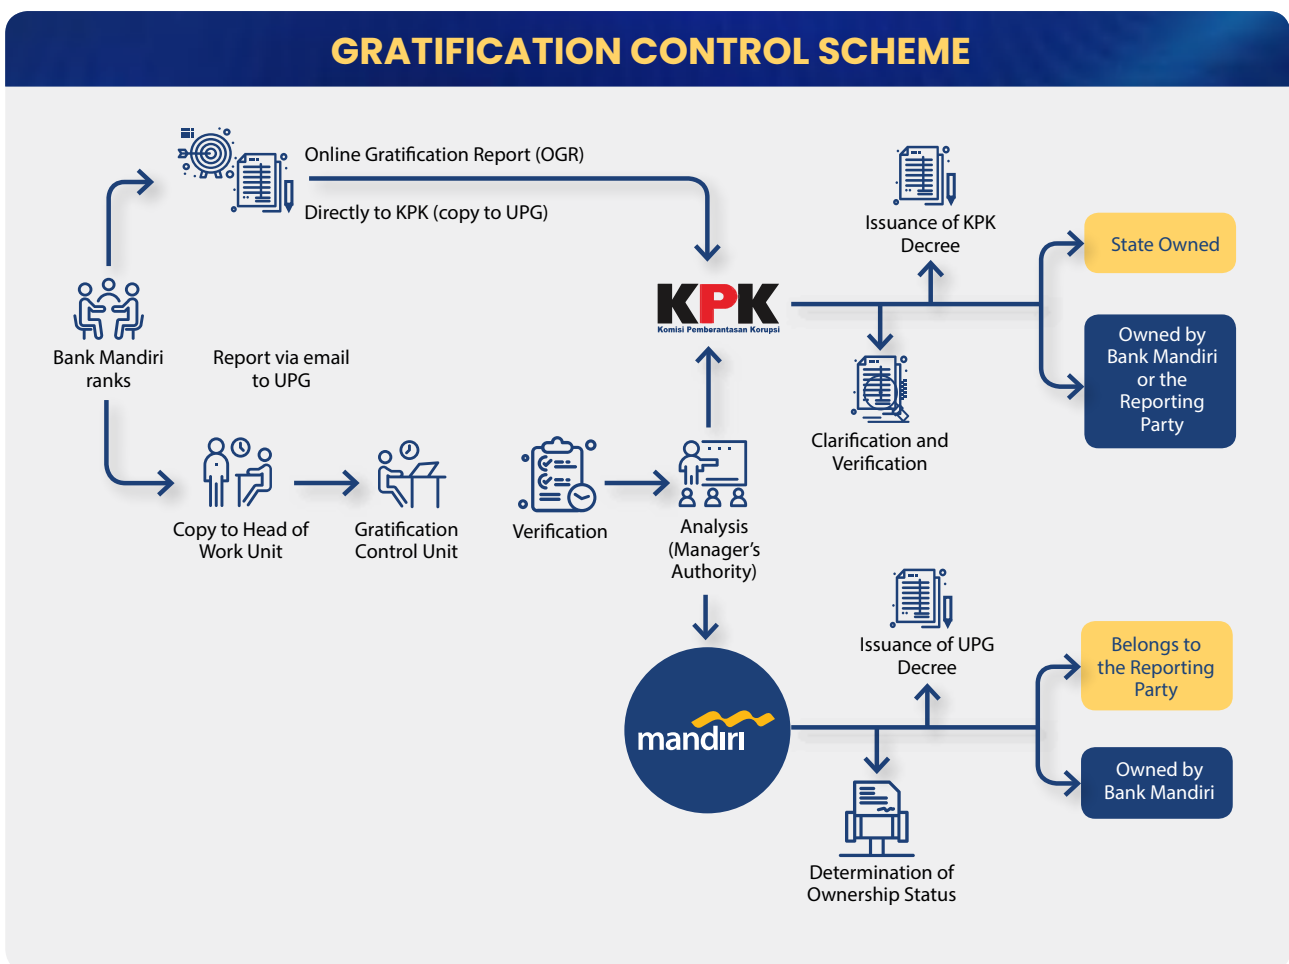 GRATIFICATION CONTROL SCHEME
Online Gratification Report (OGR)
Directly to KPK (copy to UPG)
Issuance of KPK
Decree
State Owned
KPK
Komisi Pemberantasan Korupsi
Owned by
Bank Mandiri
or the
Reporting
Party
Bank Mandiri
ranks
Report via email
to UPG
Clarification and
Verification
Copy to Head of
Work Unit
Gratification
Control Unit
Verification
Analysis
(Manager’s
Authority)
Issuance of UPG
Decree
Belongs to
the Reporting
Party
mandırı
Owned by
Bank Mandiri
Determination of
Ownership Status